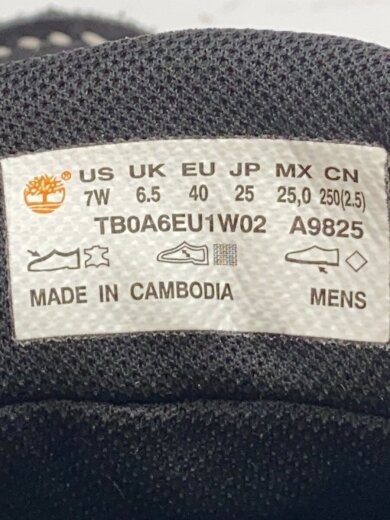 US UK EU JP MX CN
7W 6.5 40 25 25,0 250(2.5)
TB0A6EU1W02 A9825
MADE IN CAMBODIA MENS